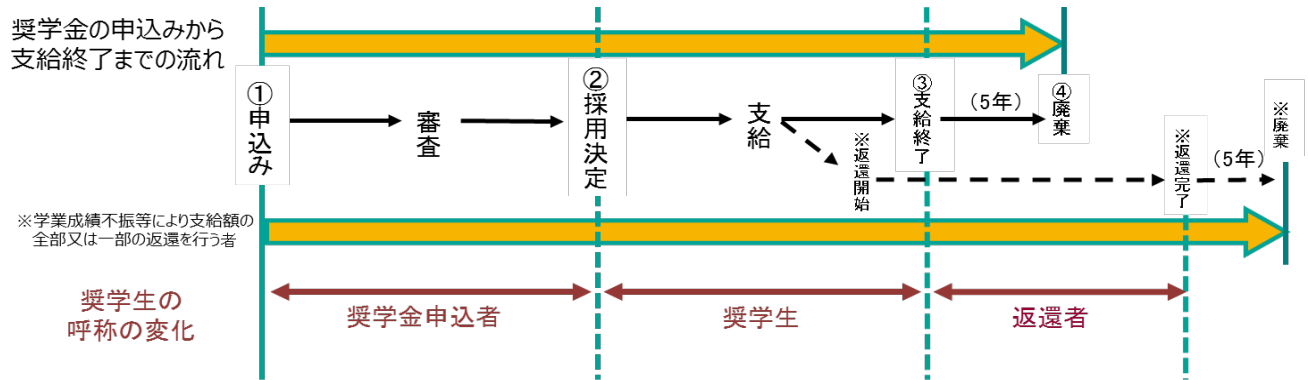 奨学金の申込みから
支給終了までの流れ
①申込み
審査
②採用決定
支給
※返還開始
③支給終了
(5年)
④廃棄
※返還完了
(5年)
※廃棄
※学業成績不振等により支給額の
全部又は一部の返還を行う者
奨学生の
呼称の変化
奨学金申込者
奨学生
返還者